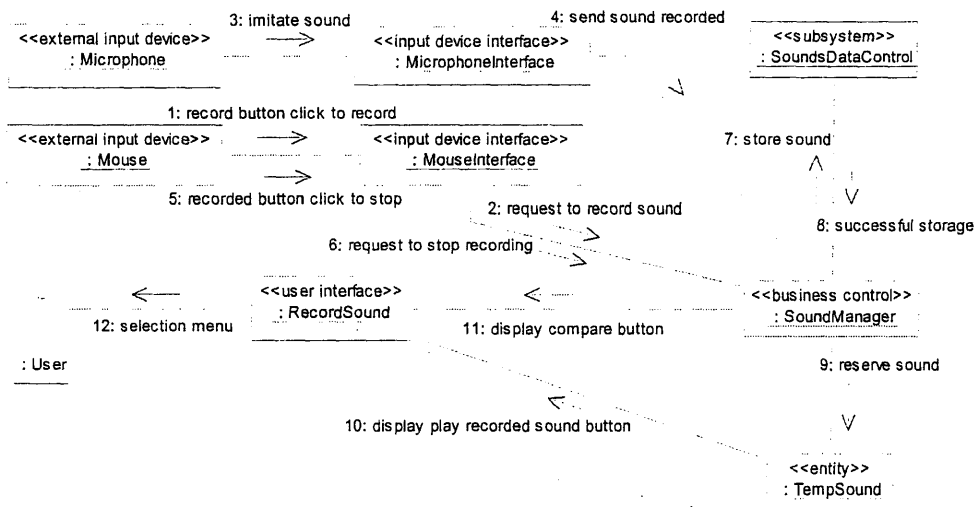 3: imitate sound
4: send sound recorded
<<external input device>>
: Microphone
<<input device interface>>
: MicrophoneInterface
<<subsystem>>
: SoundsDataControl
1: record button click to record
<<external input device>>
: Mouse
<<input device interface>>
: MouseInterface
7: store sound
5: recorded button click to stop
2: request to record sound
8: successful storage
6: request to stop recording
<<user interface>>
: RecordSound
<<business control>>
: SoundManager
12: selection menu
11: display compare button
: User
9: reserve sound
10: display play recorded sound button
<<entity>>
: TempSound